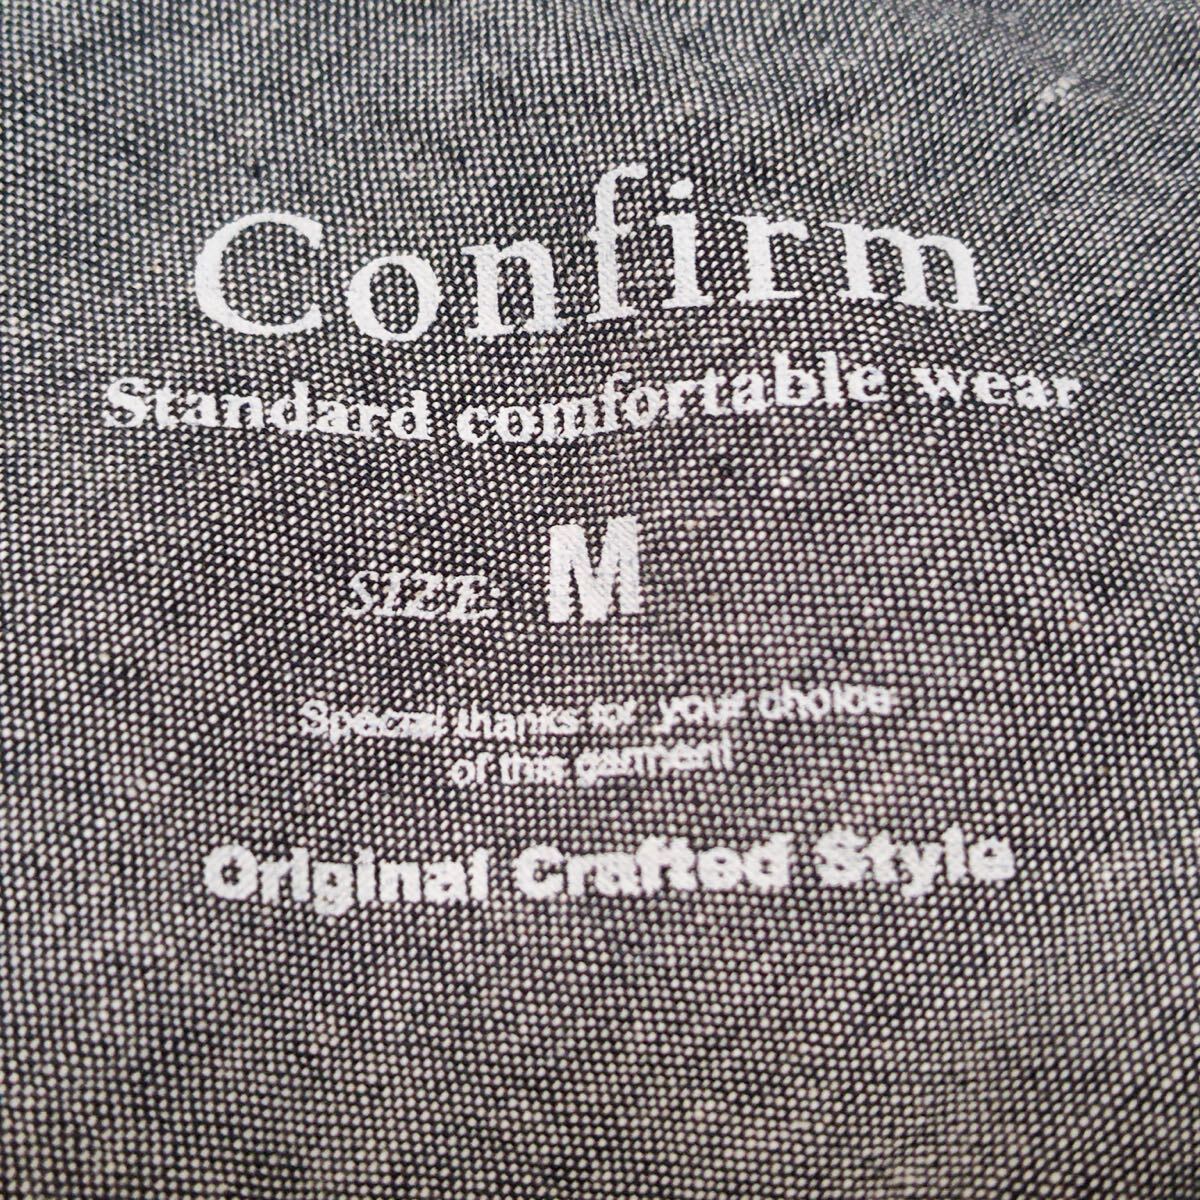 Confirm
Standard comfortable wear
SIZE: M
Special thanks for your choice
of this garment
Original Crafted Style